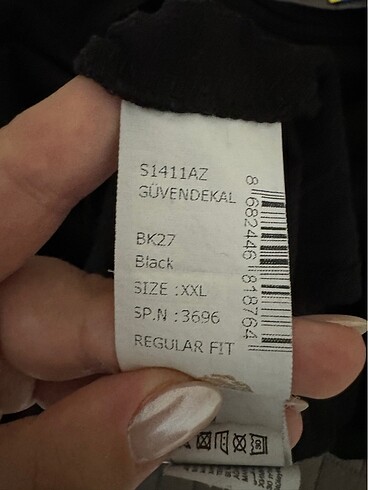 S1411AZ
GÜVENDEKAL
BK27
Black
SIZE :XXL
SP.N :3696
REGULAR FIT
8 682446 818764